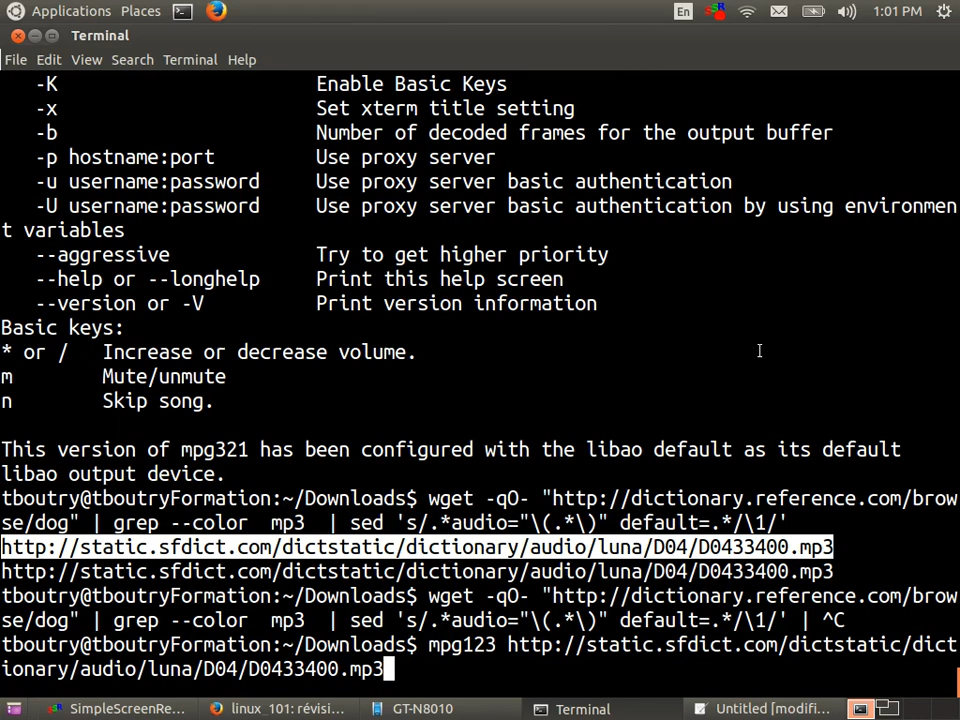 Applications Places En 1:01 PM
Terminal
File Edit View Search Terminal Help
-K Enable Basic Keys
-x Set xterm title setting
-b Number of decoded frames for the output buffer
-p hostname:port Use proxy server
-u username:password Use proxy server basic authentication
-U username:password Use proxy server basic authentication by using environmen
t variables
--aggressive Try to get higher priority
--help or --longhelp Print this help screen
--version or -V Print version information
Basic keys:
* or / Increase or decrease volume.
m Mute/unmute
n Skip song.
This version of mpg321 has been configured with the libao default as its default
libao output device.
tboutry@tboutryFormation:~/Downloads$ wget -qO- "http://dictionary.reference.com/brow
se/dog" | grep --color  mp3  | sed 's/.*audio="\(.*\)" default=.*/\1/'
http://static.sfdict.com/dictstatic/dictionary/audio/luna/D04/D0433400.mp3
http://static.sfdict.com/dictstatic/dictionary/audio/luna/D04/D0433400.mp3
tboutry@tboutryFormation:~/Downloads$ wget -qO- "http://dictionary.reference.com/brow
se/dog" | grep --color  mp3  | sed 's/.*audio="\(.*\)" default=.*/\1/' | ^C
tboutry@tboutryFormation:~/Downloads$ mpg123 http://static.sfdict.com/dictstatic/dict
ionary/audio/luna/D04/D0433400.mp3
SimpleScreenRe... linux_101: révisi... GT-N8010 Terminal Untitled [modifi...